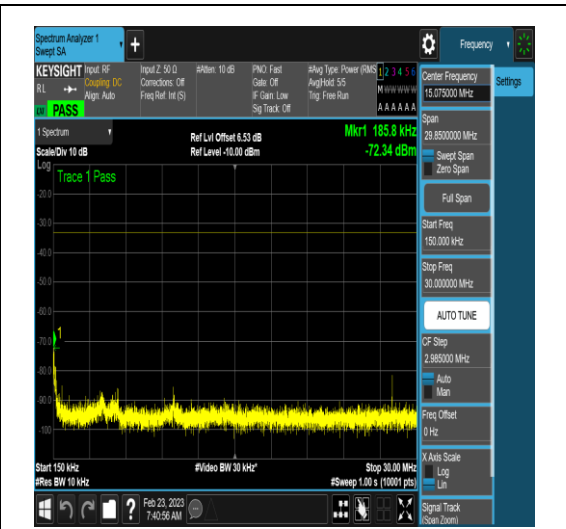 Spectrum Analyzer 1
Swept SA
+
Frequency
KEYSIGHT
Input: RF
Input Z: 50 Ω
#Atten: 10 dB
PNO: Fast
#Avg Type: Power (RMS
1 2 3 4 5 6
RL
Coupling: DC
Corrections: Off
Gate: Off
Avg|Hold: 5/5
M W W W W W
Align: Auto
Freq Ref: Int (S)
IF Gain: Low
Trig: Free Run
Sig Track: Off
A A A A A A
PASS
Center Frequency
15.075000 MHz
Settings
Span
29.8500000 MHz
Swept Span
Zero Span
Full Span
Start Freq
150.000 kHz
Stop Freq
30.000000 MHz
AUTO TUNE
CF Step
2.985000 MHz
Auto
Man
Freq Offset
0 Hz
X Axis Scale
Log
Lin
Signal Track
(Span Zoom)
1 Spectrum
Ref Lvl Offset 6.53 dB
Mkr1 185.8 kHz
Scale/Div 10 dB
Ref Level -10.00 dBm
-72.34 dBm
Log
Trace 1 Pass
-20.0
-30.0
-40.0
-50.0
-60.0
-70.0
1
-80.0
-90.0
-100
Start 150 kHz
#Video BW 30 kHz*
Stop 30.00 MHz
#Res BW 10 kHz
#Sweep 1.00 s (10001 pts)
?
Feb 23, 2023
7:40:56 AM